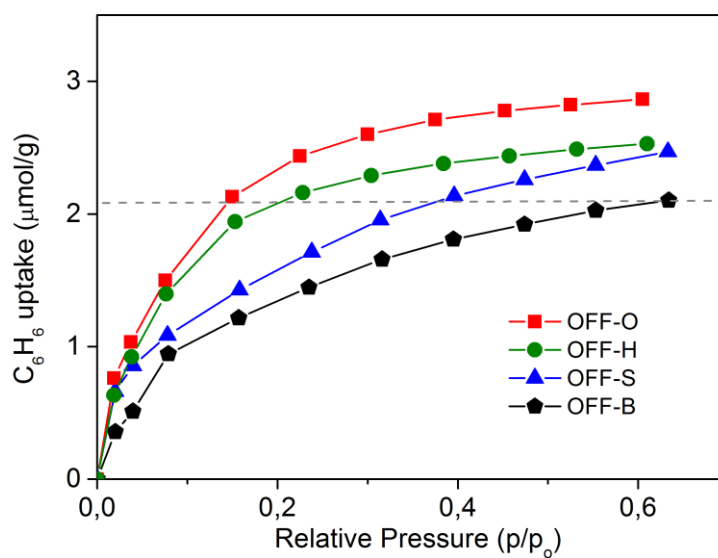 C₆H₆ uptake (μmol/g)
3
2
1
0
0,0
0,2
0,4
0,6
Relative Pressure (p/pₒ)
OFF-O
OFF-H
OFF-S
OFF-B